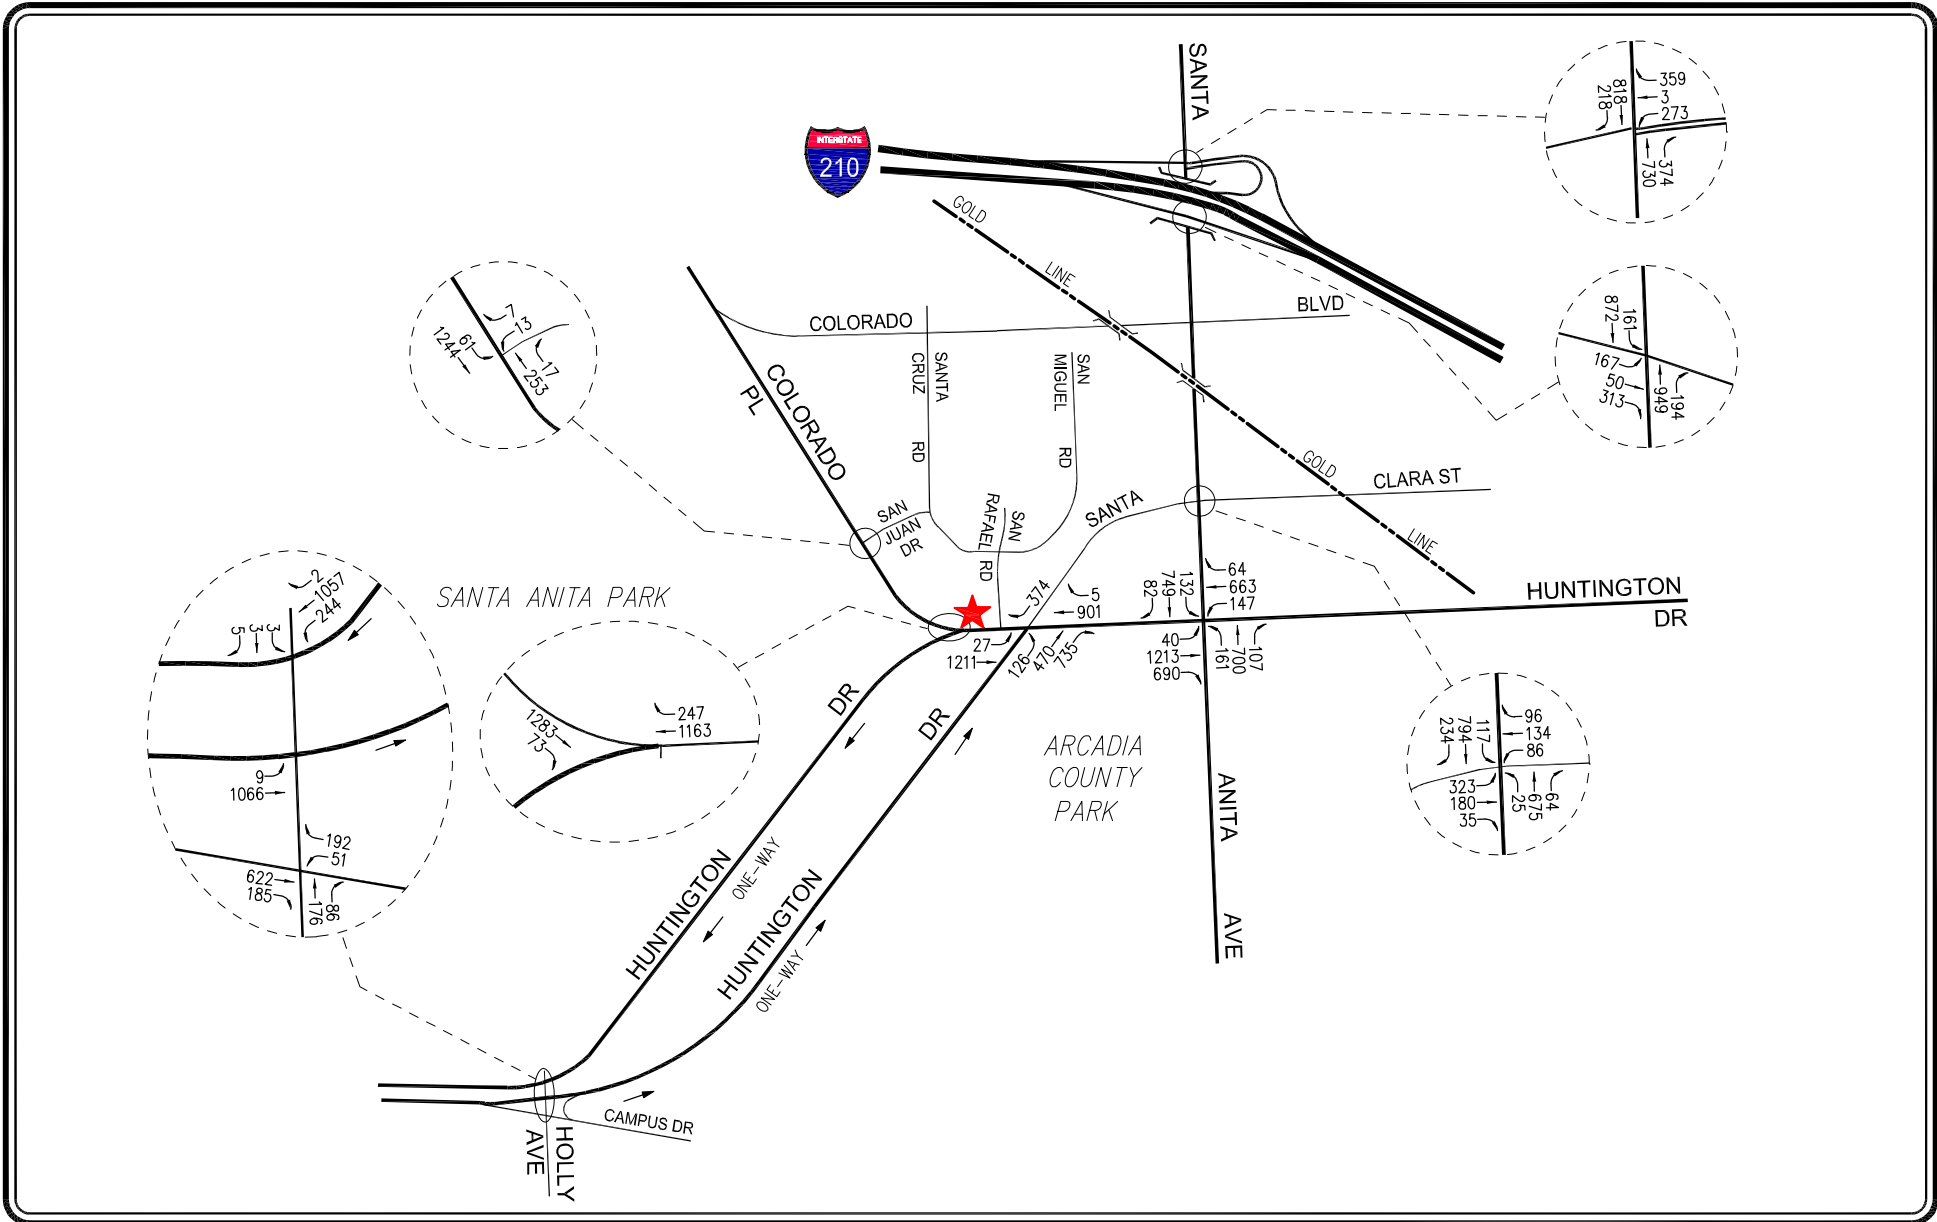 SANTA
359
3
273
818
218
374
730
INTERSTATE
210
GOLD
LINE
BLVD
COLORADO
161
872
167
50
313
194
949
7
13
61
1244
17
253
COLORADO
PL
SANTA
CRUZ
RD
SAN
MIGUEL
RD
GOLD
LINE
CLARA ST
SANTA
SAN
JUAN
DR
SAN
RAFAEL RD
HUNTINGTON
DR
SANTA ANITA PARK
2
1057
244
3
3
5
9
1066
192
51
622
185
86
176
374
5
901
27
1211
126
470
735
132
749
82
64
663
147
40
1213
690
107
700
161
247
1163
1283
73
DR
DR
ARCADIA
COUNTY
PARK
ANITA
AVE
96
134
86
117
794
234
323
180
35
64
675
25
HUNTINGTON
ONE-WAY
HUNTINGTON
ONE-WAY
CAMPUS DR
HOLLY
AVE